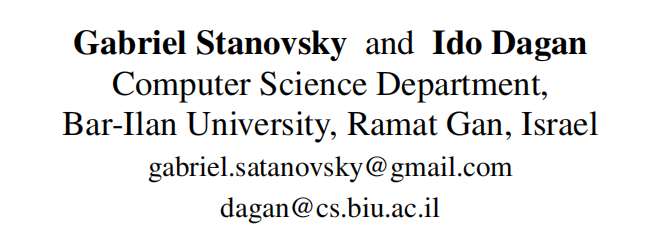 Gabriel Stanovsky and Ido Dagan
Computer Science Department,
Bar-Ilan University, Ramat Gan, Israel
gabriel.satanovsky@gmail.com
dagan@cs.biu.ac.il